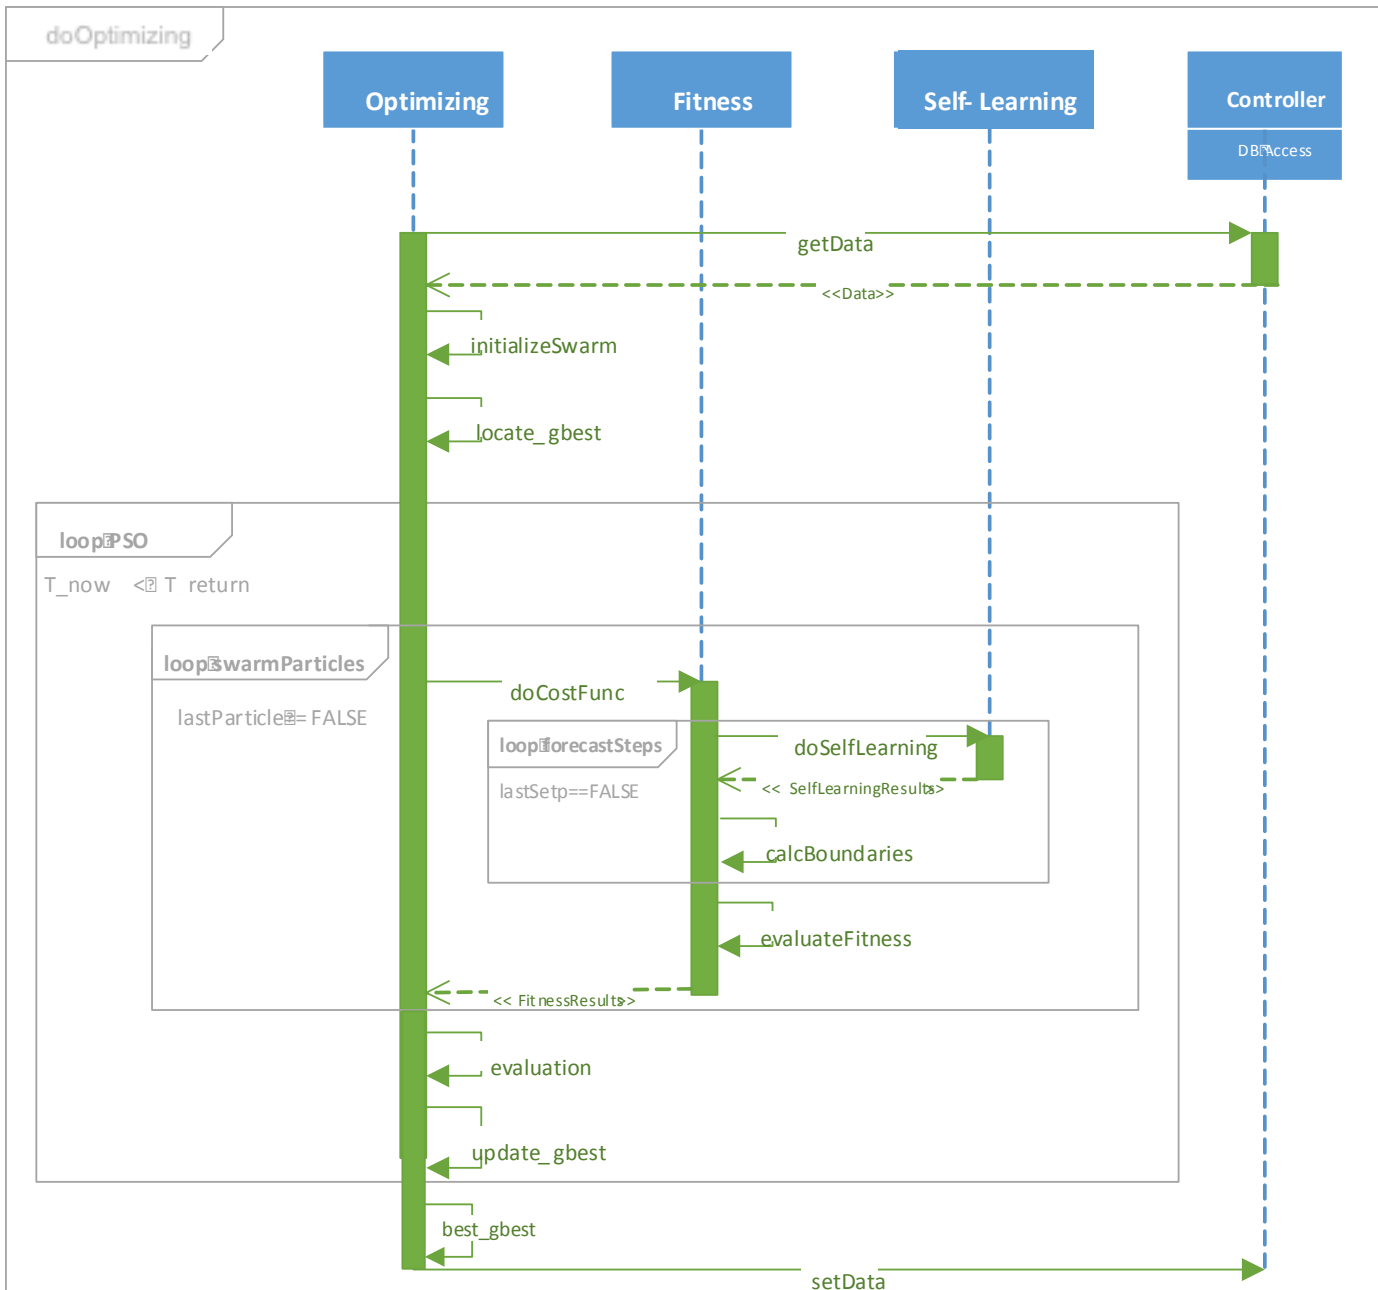 doOptimizing
Optimizing
Fitness
Self- Learning
Controller
DB Access
getData
<<Data>>
initializeSwarm
locate_gbest
loop PSO
T_now < T return
loop swarmParticles
doCostFunc
lastParticle == FALSE
loop forecastSteps
doSelfLearning
lastSetp==FALSE
<< SelfLearningResults>>
calcBoundaries
evaluateFitness
<< FitnessResults>>
evaluation
update_gbest
best_gbest
setData